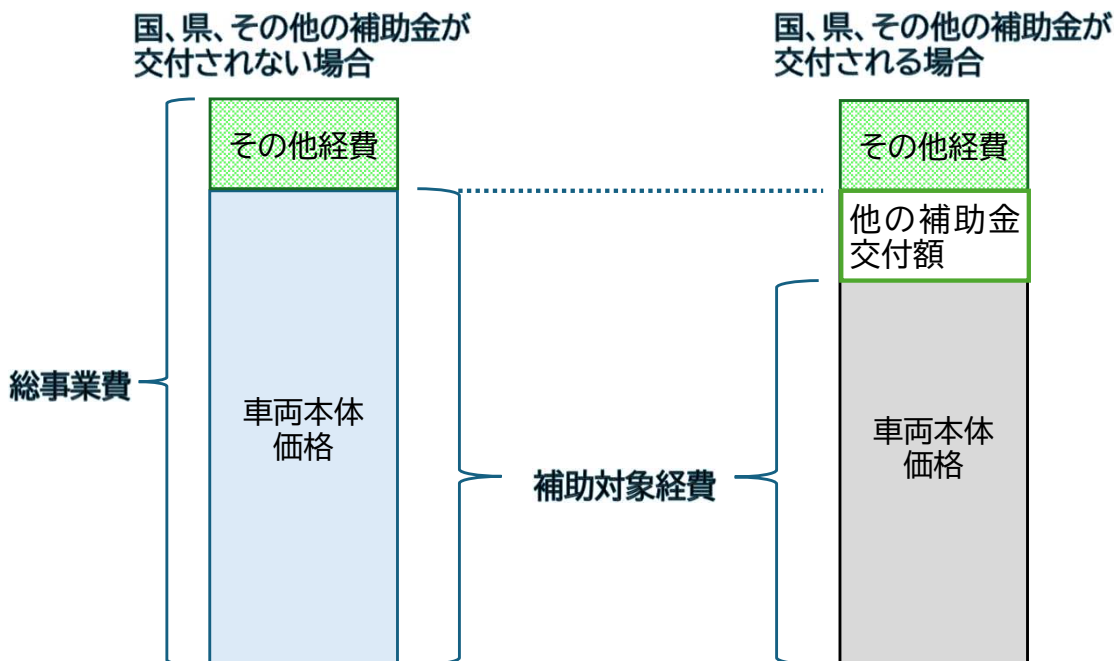 国、県、その他の補助金が
交付されない場合
国、県、その他の補助金が
交付される場合
その他経費
その他経費
他の補助金
交付額
総事業費
車両本体
価格
車両本体
価格
補助対象経費